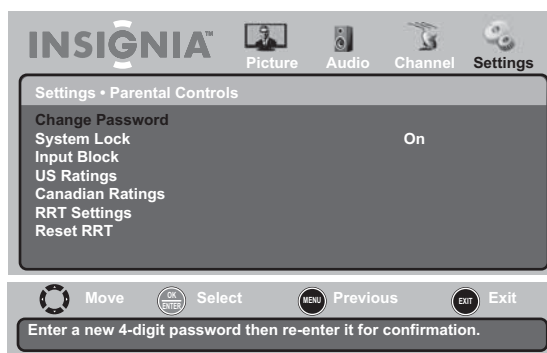 INSIGNIA™
Picture Audio Channel Settings
Settings • Parental Controls
Change Password
System Lock On
Input Block
US Ratings
Canadian Ratings
RRT Settings
Reset RRT
Move OK ENTER Select MENU Previous EXIT Exit
Enter a new 4-digit password then re-enter it for confirmation.